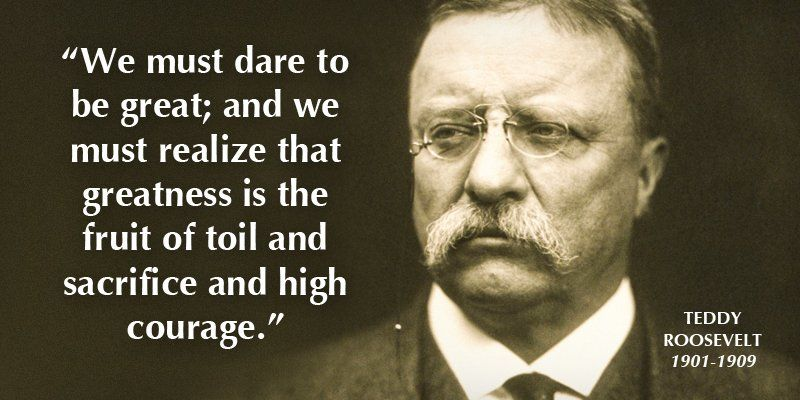 “We must dare to
be great; and we
must realize that
greatness is the
fruit of toil and
sacrifice and high
courage.”
TEDDY
ROOSEVELT
1901-1909